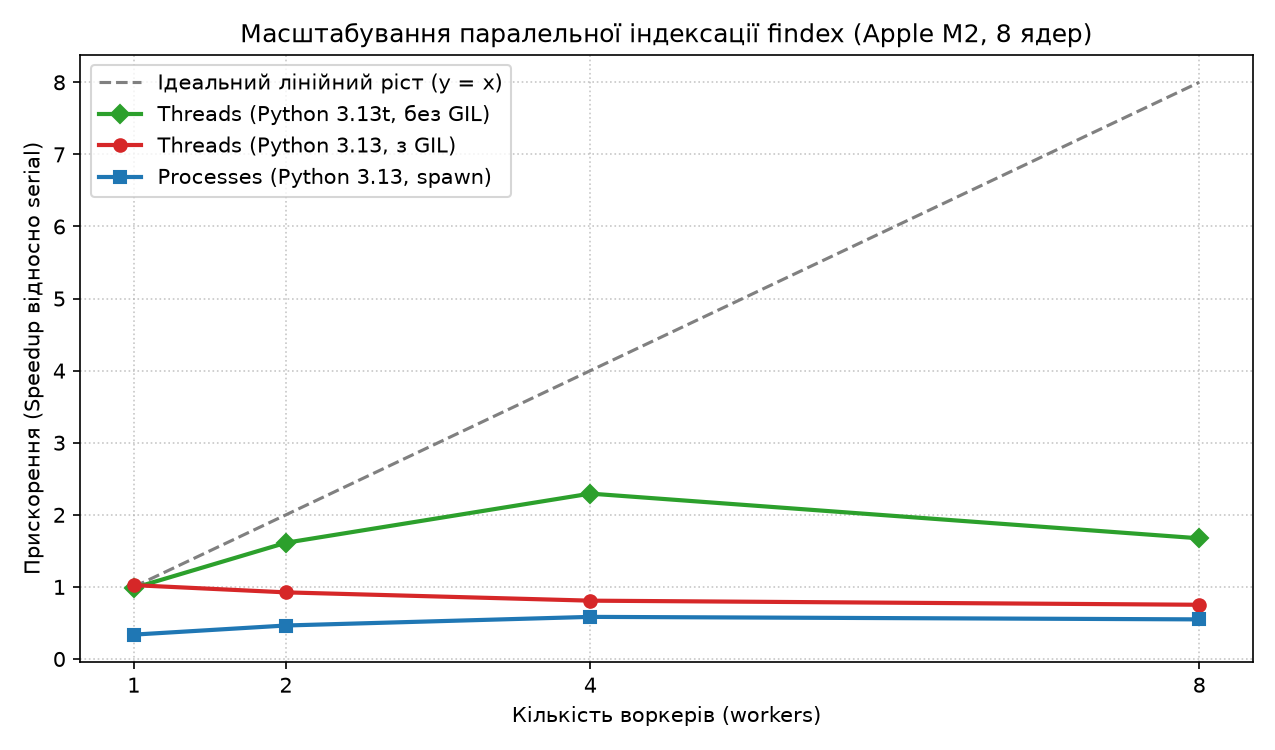 Масштабування паралельної індексації findex (Apple M2, 8 ядер)
Ідеальний лінійний ріст (y = x)
Threads (Python 3.13t, без GIL)
Threads (Python 3.13, з GIL)
Processes (Python 3.13, spawn)
Прискорення (Speedup відносно serial)
8
7
6
5
4
3
2
1
0
1 2 4 8
Кількість воркерів (workers)